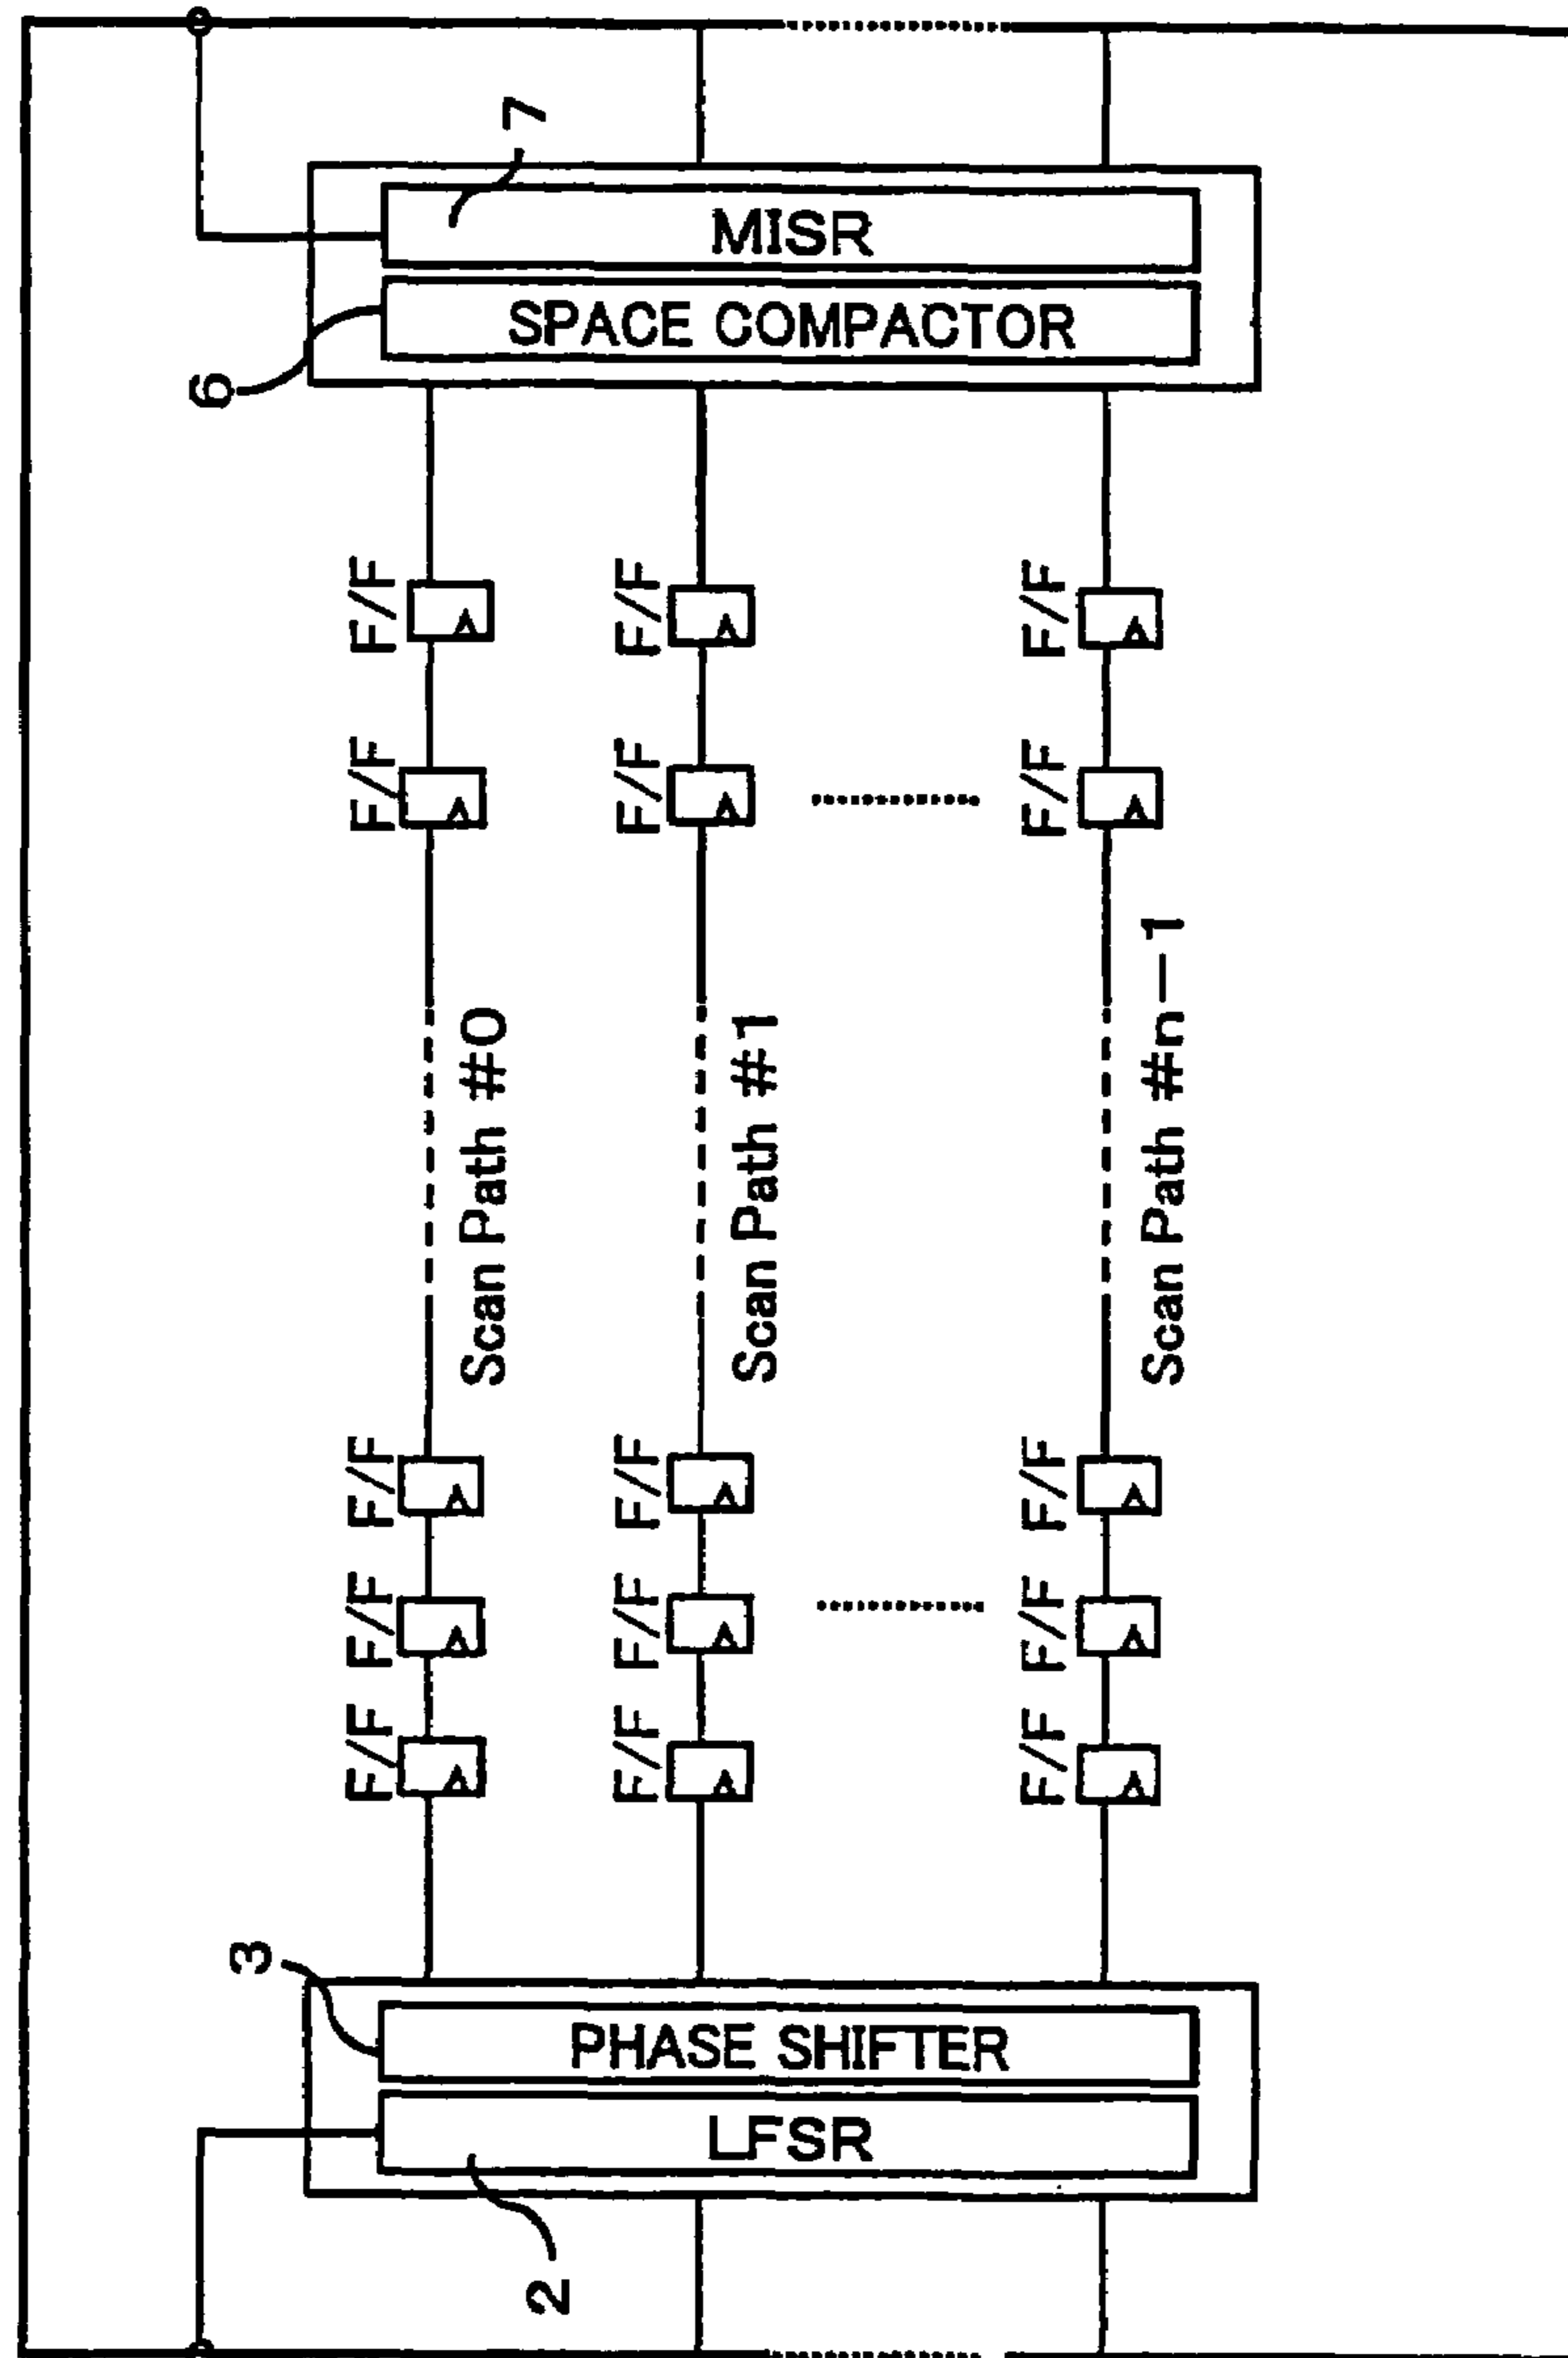 3
6
F/F F/F F/F F/F F/F
Scan Path #0
2
7
LFSR
PHASE SHIFTER
SPACE COMPACTOR
MISR
F/F F/F F/F F/F F/F
Scan Path #1
F/F F/F F/F F/F F/F
Scan Path #n−1